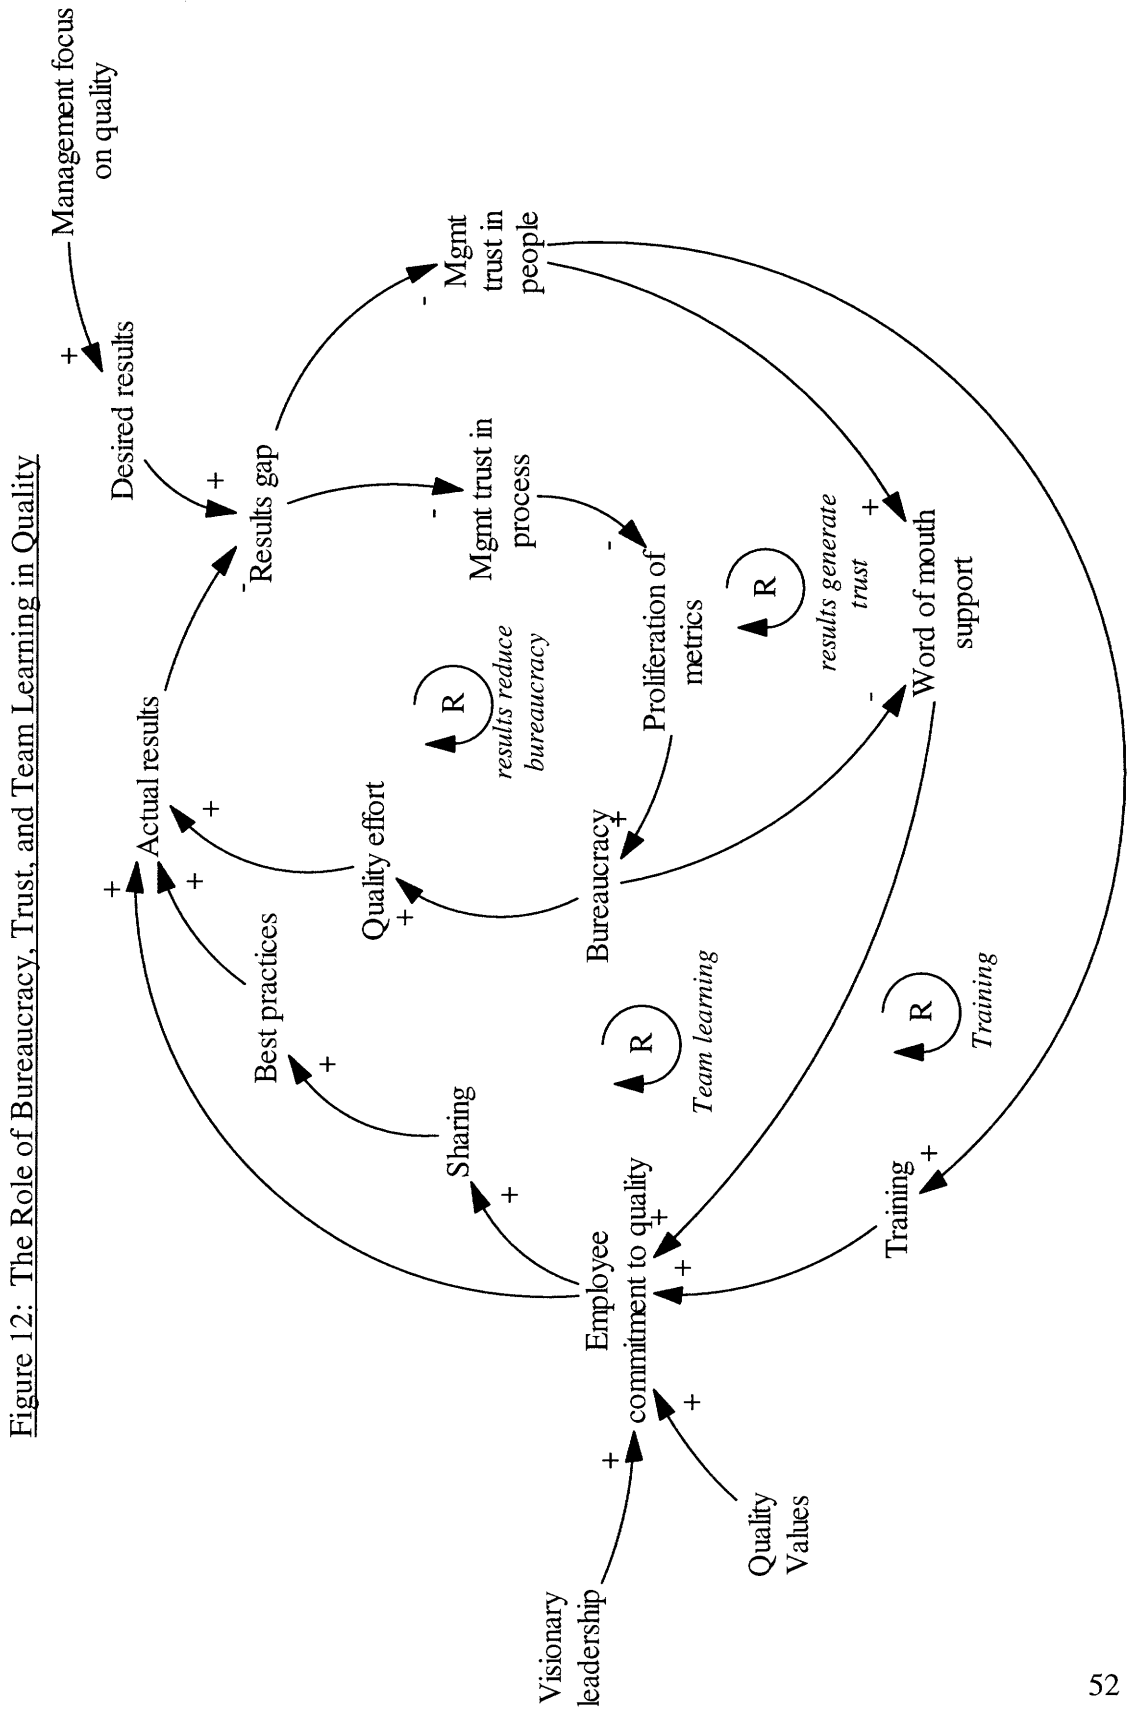 Figure 12: The Role of Bureaucracy, Trust, and Team Learning in Quality
Management focus
on quality
+
Desired results
+
Actual results
+
+
+
-
Results gap
Best practices
+
Quality effort
+
-
Mgmt trust in
process
-
Mgmt
trust in
people
Sharing
+
R
results reduce
bureaucracy
-
Proliferation of
metrics
Bureaucracy
+
Employee
commitment to quality
+
+
R
Team learning
R
results generate
trust
+
-
Word of mouth
support
Visionary
leadership
+
Quality
Values
+
Training
+
R
Training
52